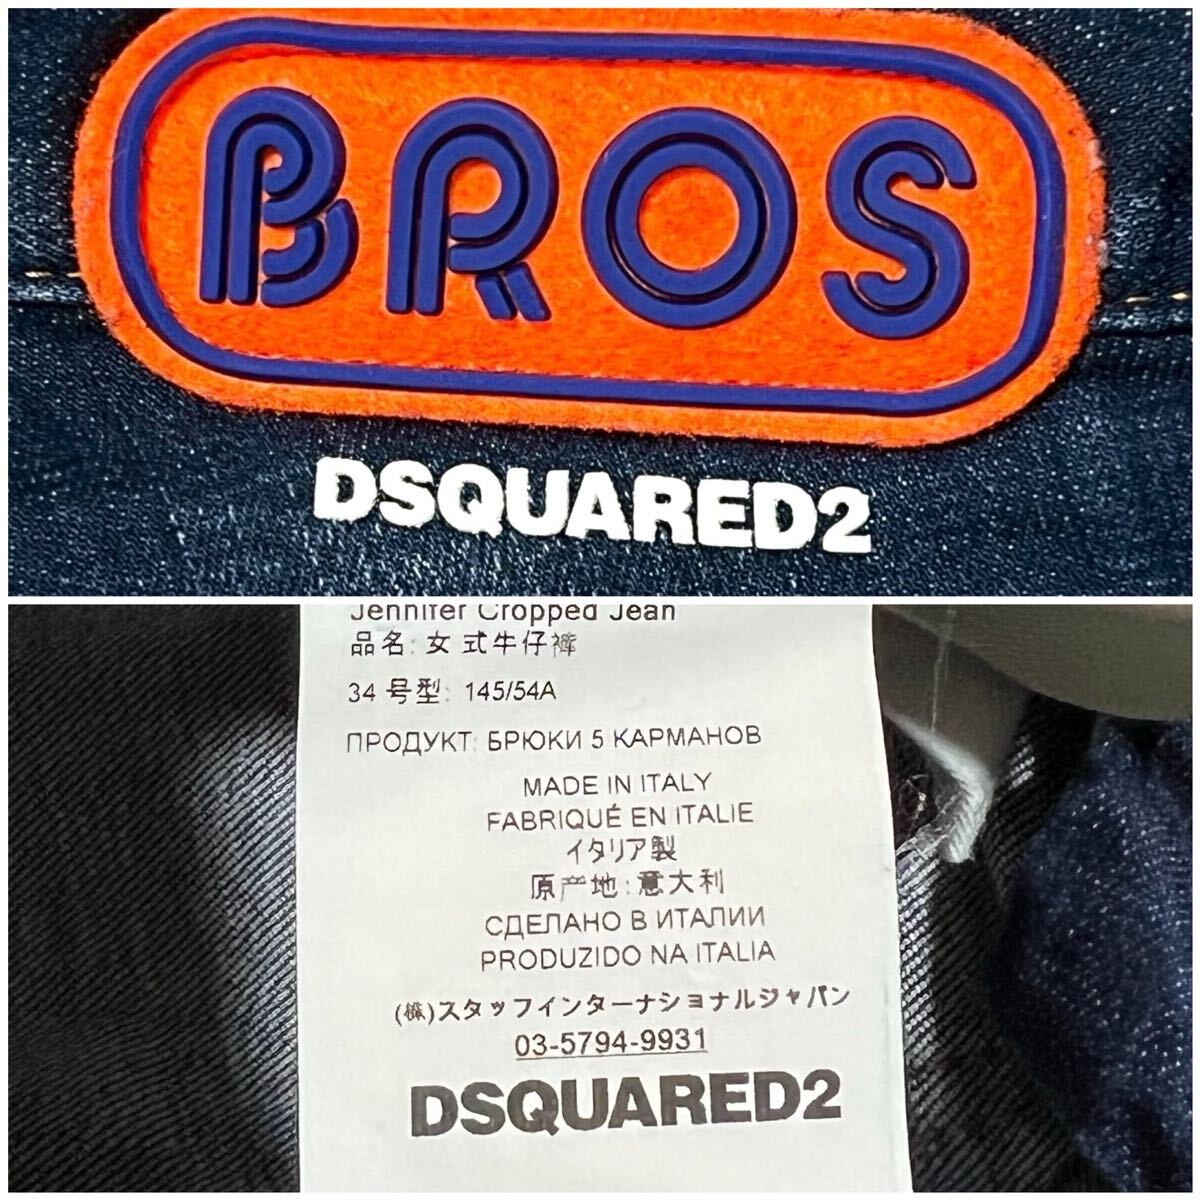 BROS
DSQUARED2
Jennifer Cropped Jean
品名: 女式牛仔裤
34 号型: 145/54A
ПРОДУКТ: БРЮКИ 5 КАРМАНОВ
MADE IN ITALY
FABRIQUÉ EN ITALIE
イタリア製
原产地:意大利
СДЕЛАНО В ИТАЛИИ
PRODUZIDO NA ITALIA
(株)スタッフインターナショナルジャパン
03-5794-9931
DSQUARED2